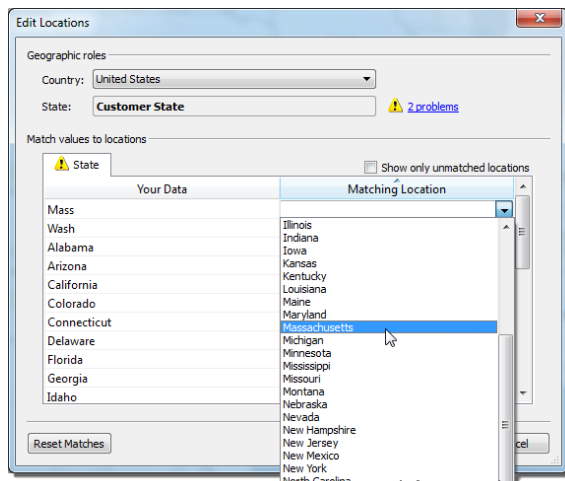 Edit Locations
Geographic roles
Country: United States
State: Customer State
2 problems
Match values to locations
State
Show only unmatched locations
Your Data Matching Location
Mass
Wash
Alabama
Arizona
California
Colorado
Connecticut
Delaware
Florida
Georgia
Idaho
Illinois
Indiana
Iowa
Kansas
Kentucky
Louisiana
Maine
Maryland
Massachusetts
Michigan
Minnesota
Mississippi
Missouri
Montana
Nebraska
Nevada
New Hampshire
New Jersey
New Mexico
New York
North Carolina
Reset Matches
cel